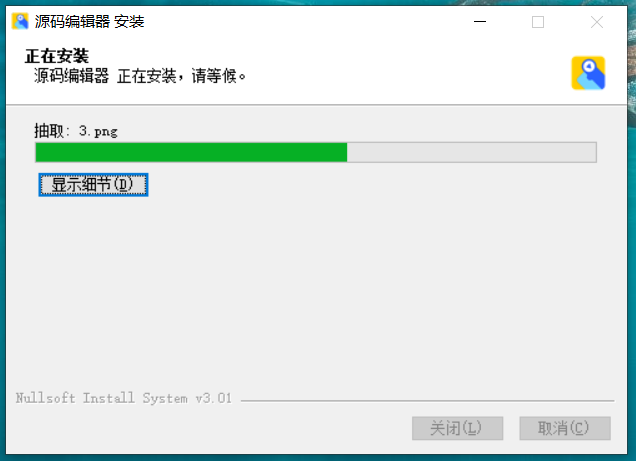 源码编辑器 安装
正在安装
源码编辑器 正在安装，请等候。
抽取: 3.png
显示细节(D)
Nullsoft Install System v3.01
关闭(L)
取消(C)